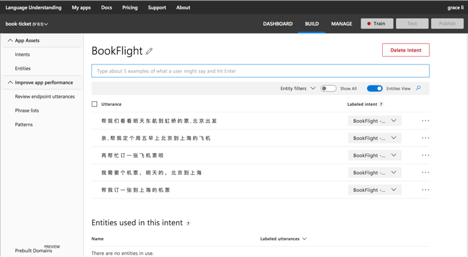 Language Understanding My apps Docs Pricing Support About grace li
book-ticket DASHBOARD BUILD MANAGE Train Test Publish
App Assets
Intents
Entities
Improve app performance
Review endpoint utterances
Phrase lists
Patterns
PREVIEW
Prebuilt Domains
BookFlight
Delete Intent
Type about 5 examples of what a user might say and hit Enter
Entity filters Show All Entities View
Utterance Labeled intent ?
帮我们看看明天东航到虹桥的票,北京出发 BookFlight
亲,帮我定个周五早上北京到上海的飞机 BookFlight
再帮忙订一张飞机票呗 BookFlight
我需要个机票，明天的，北京到上海 BookFlight
帮我订一张到上海的机票 BookFlight
Entities used in this intent ?
Name Labeled utterances
There are no entities in use.